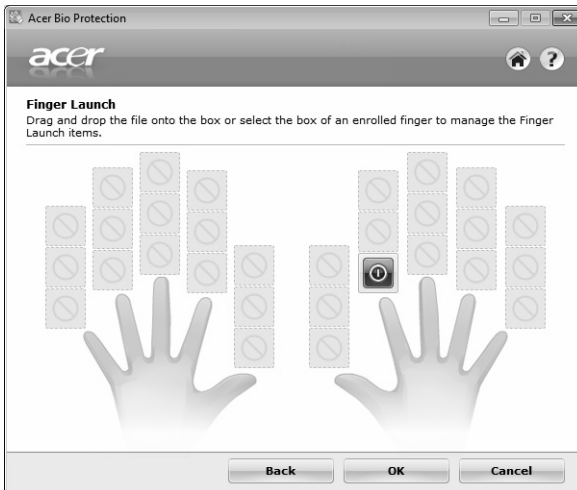 Acer Bio Protection
acer
?
Finger Launch
Drag and drop the file onto the box or select the box of an enrolled finger to manage the Finger
Launch items.
Back OK Cancel